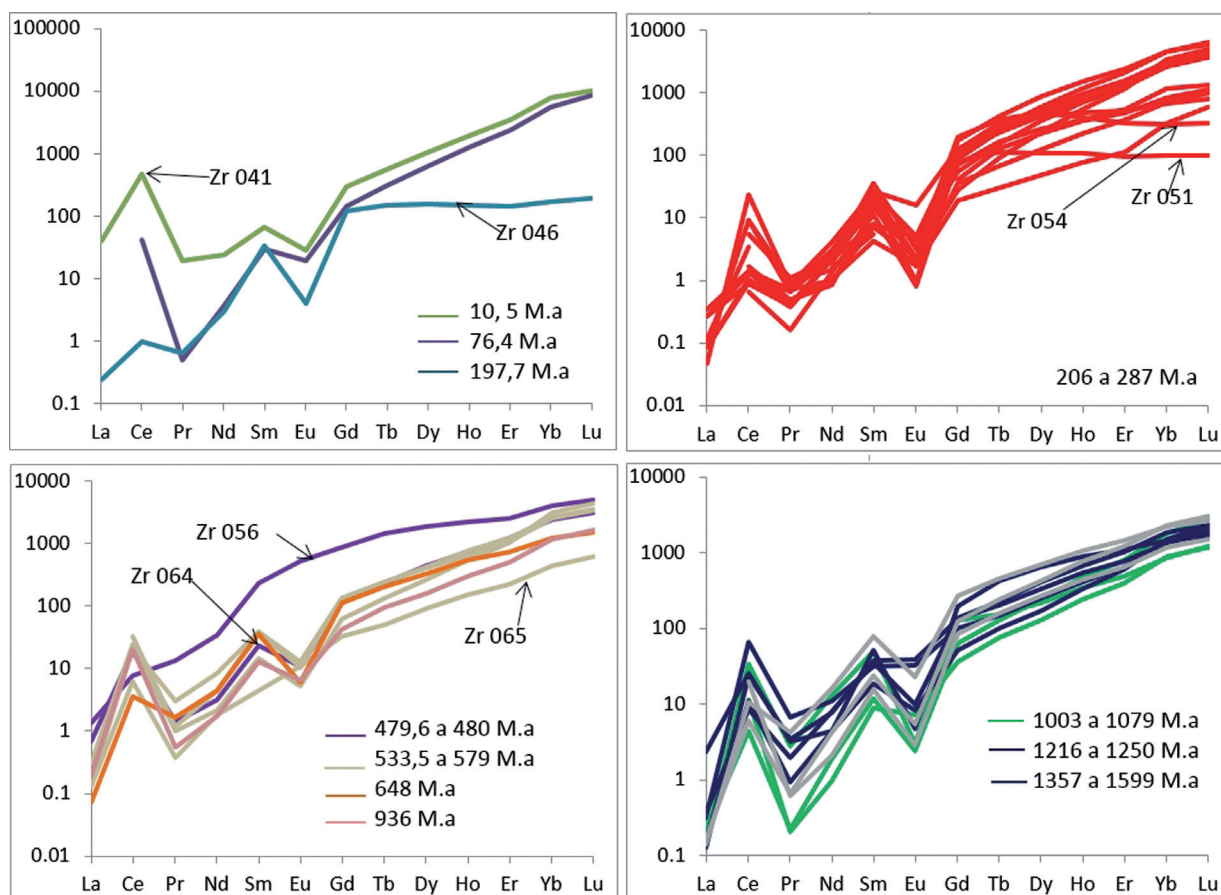 100000
10000
1000
100
10
1
0.1
Zr 041
Zr 046
10, 5 M.a
76,4 M.a
197,7 M.a
La Ce Pr Nd Sm Eu Gd Tb Dy Ho Er Yb Lu
10000
1000
100
10
1
0.1
0.01
Zr 051
Zr 054
206 a 287 M.a
La Ce Pr Nd Sm Eu Gd Tb Dy Ho Er Yb Lu
10000
1000
100
10
1
0.1
0.01
Zr 056
Zr 064
Zr 065
479,6 a 480 M.a
533,5 a 579 M.a
648 M.a
936 M.a
La Ce Pr Nd Sm Eu Gd Tb Dy Ho Er Yb Lu
10000
1000
100
10
1
0.1
1003 a 1079 M.a
1216 a 1250 M.a
1357 a 1599 M.a
La Ce Pr Nd Sm Eu Gd Tb Dy Ho Er Yb Lu